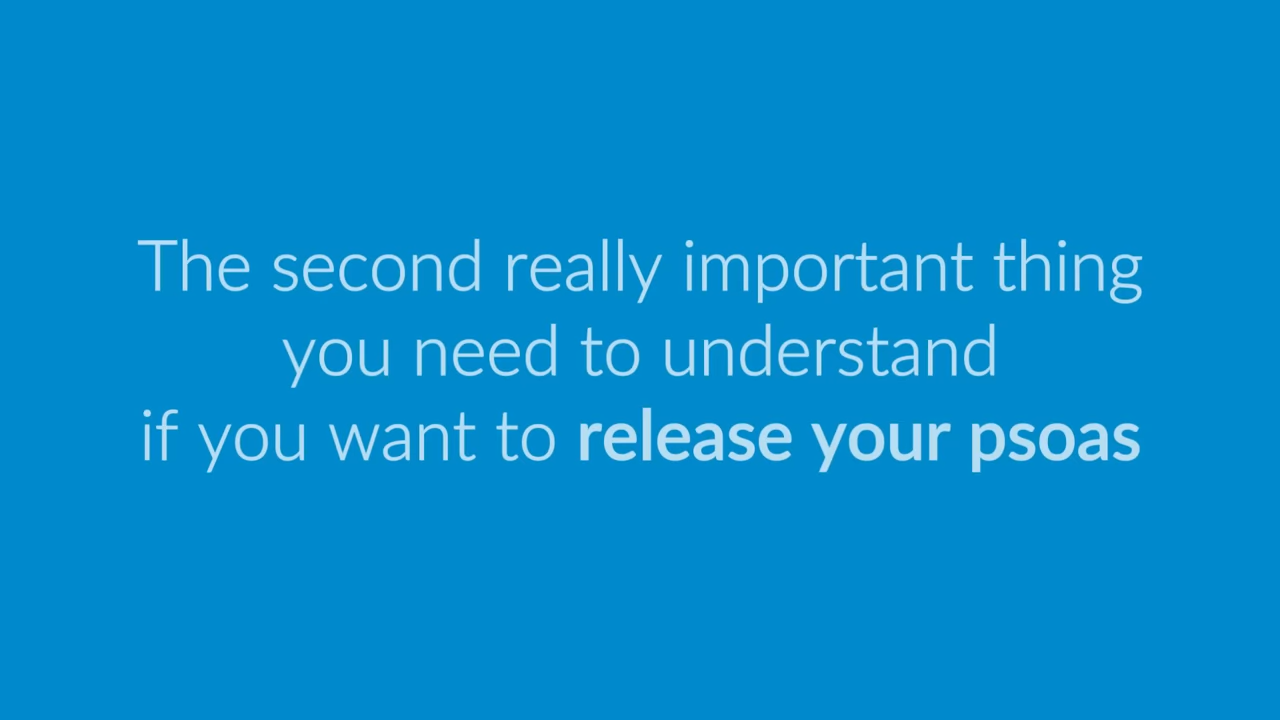 The second really important thing
you need to understand
if you want to release your psoas